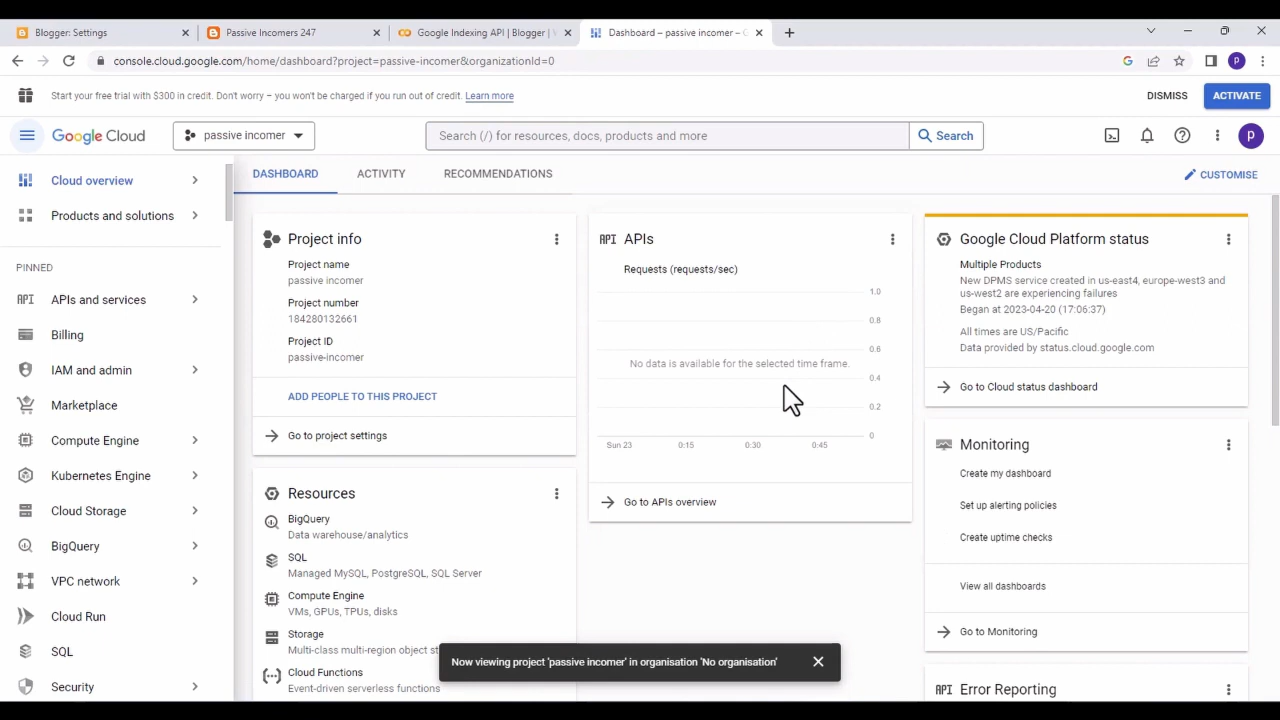 Blogger: Settings
Passive Incomers 247
Google Indexing API | Blogger |
Dashboard – passive incomer –
console.cloud.google.com/home/dashboard?project=passive-incomer&organizationId=0
p
Start your free trial with $300 in credit. Don't worry – you won't be charged if you run out of credit. Learn more
DISMISS
ACTIVATE
Google Cloud
passive incomer
Search (/) for resources, docs, products and more
Search
p
Cloud overview
Products and solutions
PINNED
API APIs and services
Billing
IAM and admin
Marketplace
Compute Engine
Kubernetes Engine
Cloud Storage
BigQuery
VPC network
Cloud Run
SQL
Security
DASHBOARD
ACTIVITY
RECOMMENDATIONS
CUSTOMISE
Project info
Project name
passive incomer
Project number
184280132661
Project ID
passive-incomer
ADD PEOPLE TO THIS PROJECT
Go to project settings
Resources
BigQuery
Data warehouse/analytics
SQL
Managed MySQL, PostgreSQL, SQL Server
Compute Engine
VMs, GPUs, TPUs, disks
Storage
Multi-class multi-region object st
Cloud Functions
Event-driven serverless functions
API APIs
Requests (requests/sec)
1.0
0.8
0.6
No data is available for the selected time frame.
0.4
0.2
0
Sun 23
0:15
0:30
0:45
Go to APIs overview
Google Cloud Platform status
Multiple Products
New DPMS service created in us-east4, europe-west3 and
us-west2 are experiencing failures
Began at 2023-04-20 (17:06:37)
All times are US/Pacific
Data provided by status.cloud.google.com
Go to Cloud status dashboard
Monitoring
Create my dashboard
Set up alerting policies
Create uptime checks
View all dashboards
Go to Monitoring
API Error Reporting
Now viewing project 'passive incomer' in organisation 'No organisation'